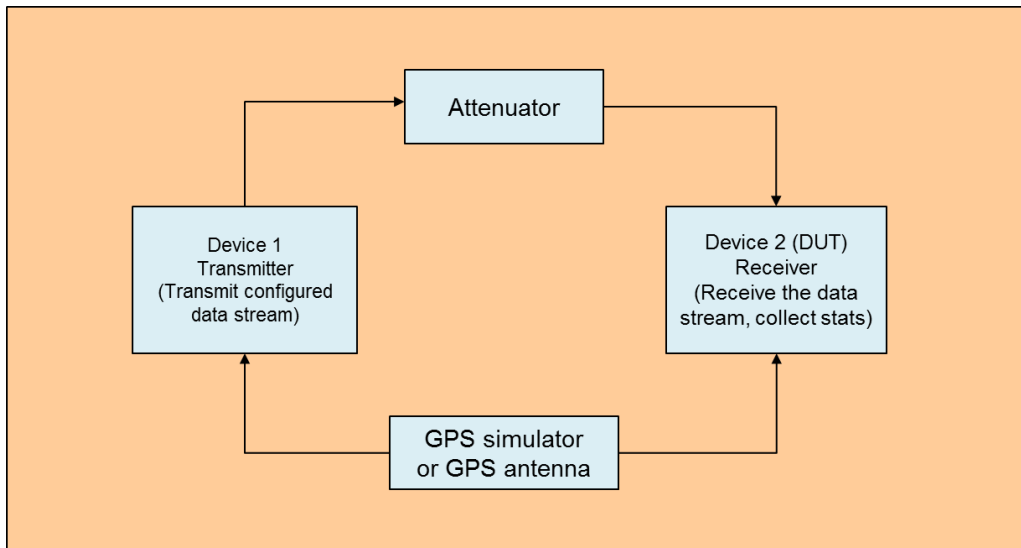 Attenuator
Device 1
Transmitter
(Transmit configured
data stream)
Device 2 (DUT)
Receiver
(Receive the data
stream, collect stats)
GPS simulator
or GPS antenna